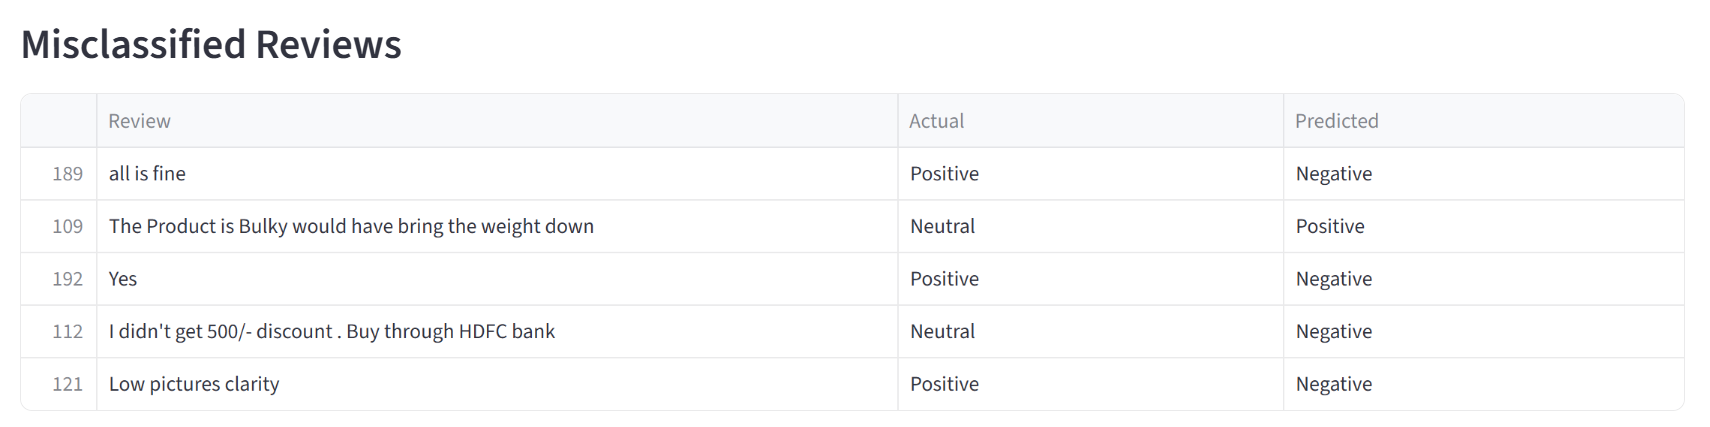 Misclassified Reviews
Review Actual Predicted
189 all is fine Positive Negative
109 The Product is Bulky would have bring the weight down Neutral Positive
192 Yes Positive Negative
112 I didn't get 500/- discount . Buy through HDFC bank Neutral Negative
121 Low pictures clarity Positive Negative